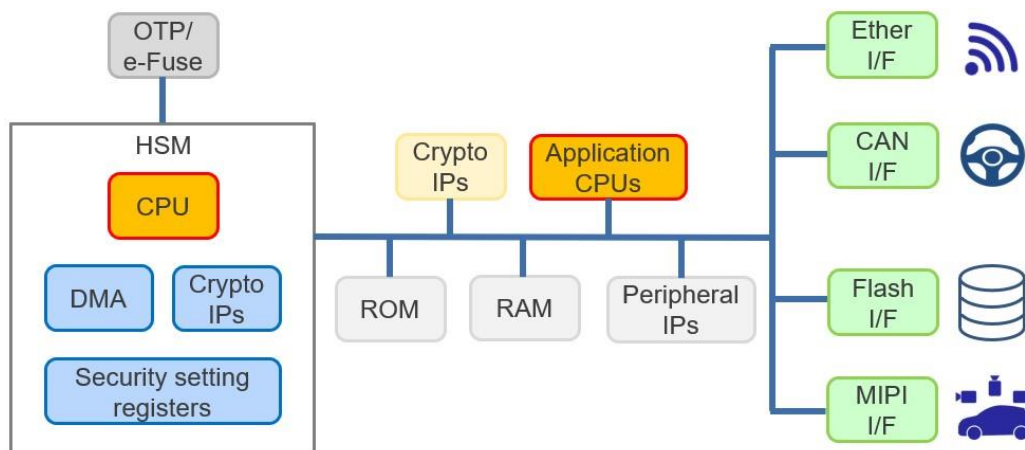 OTP/
e-Fuse
HSM
CPU
DMA
Crypto
IPs
Security setting
registers
Crypto
IPs
Application
CPUs
ROM
RAM
Peripheral
IPs
Ether
I/F
CAN
I/F
Flash
I/F
MIPI
I/F